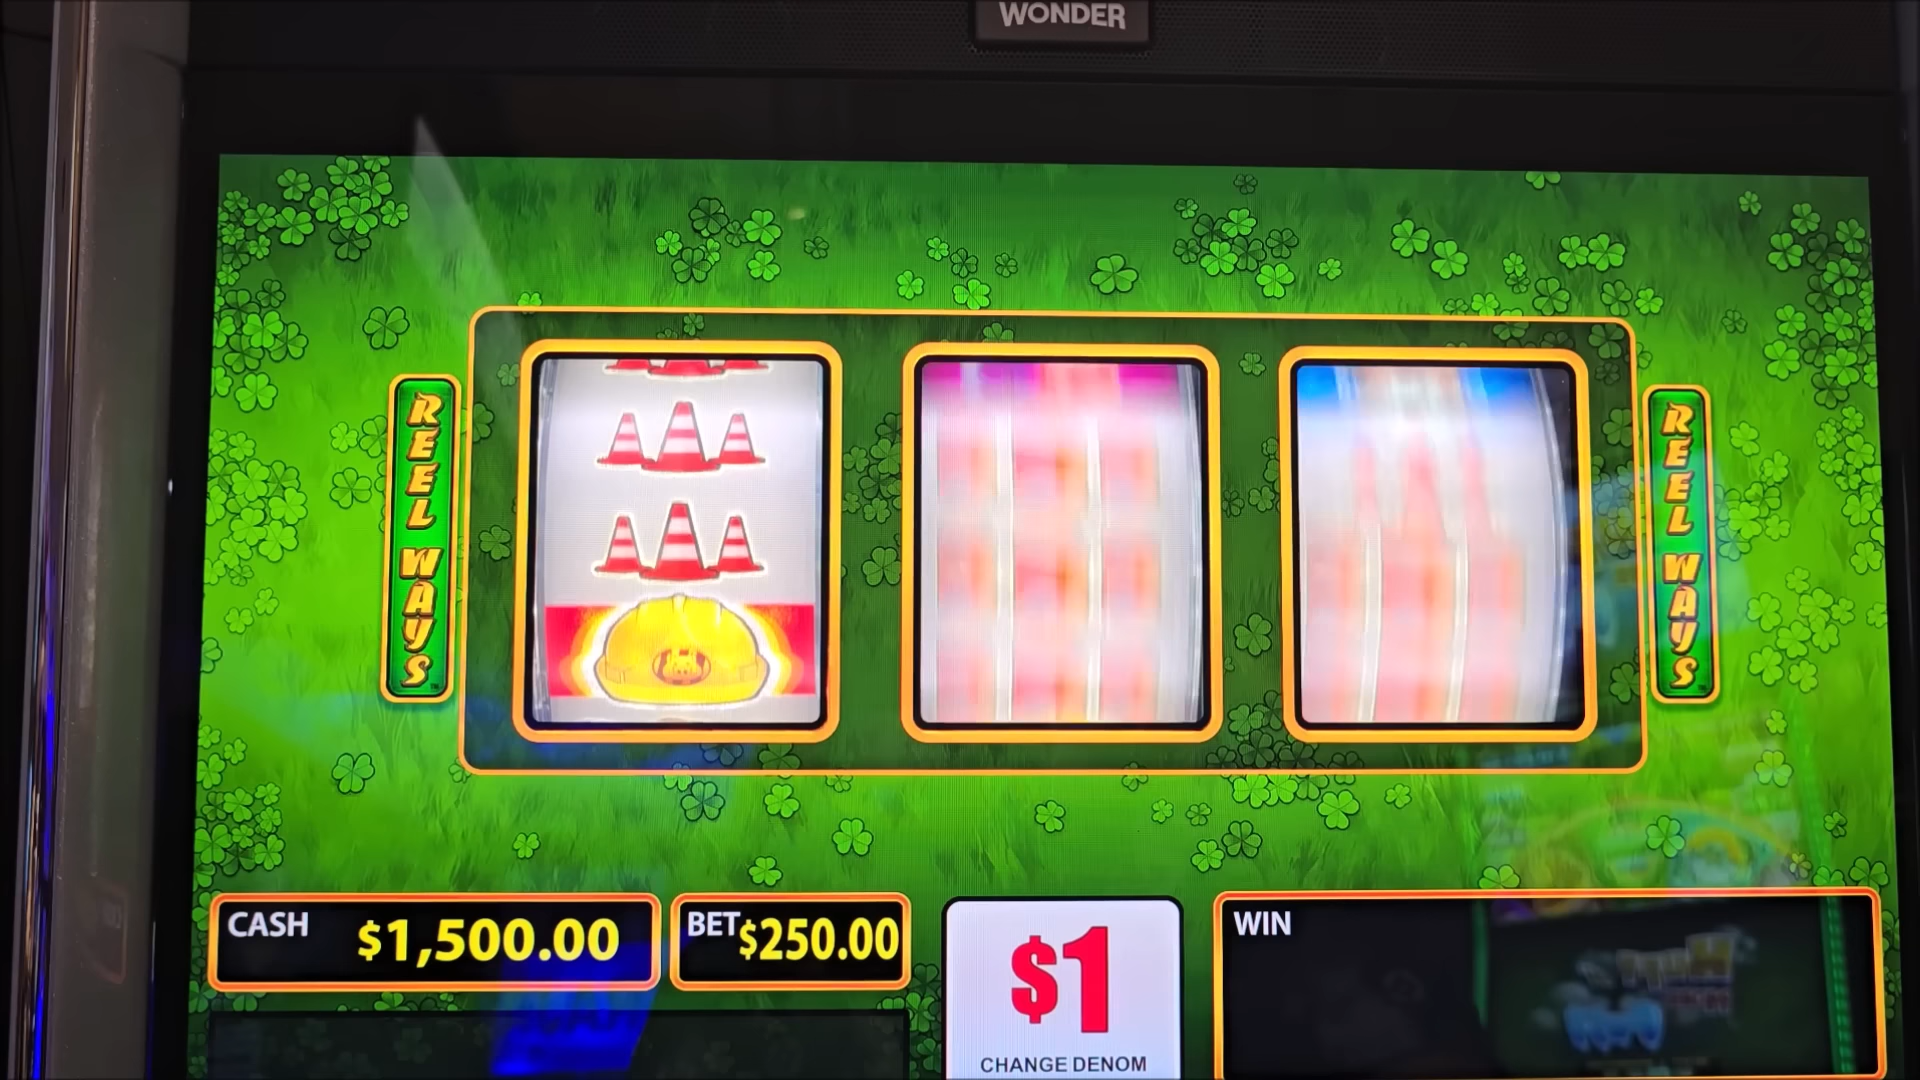 WONDER
REEL WAYS
REEL WAYS
CASH $1,500.00
BET $250.00
$1
CHANGE DENOM
WIN